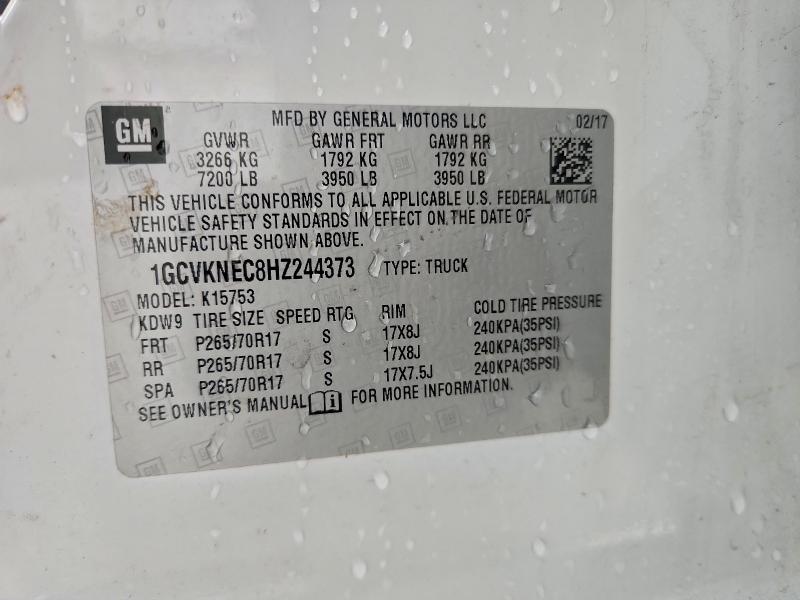 GM
MFD BY GENERAL MOTORS LLC 02/17
GVWR GAWR FRT GAWR RR
3266 KG 1792 KG 1792 KG
7200 LB 3950 LB 3950 LB
THIS VEHICLE CONFORMS TO ALL APPLICABLE U.S. FEDERAL MOTOR
VEHICLE SAFETY STANDARDS IN EFFECT ON THE DATE OF
MANUFACTURE SHOWN ABOVE.
1GCVKNEC8HZ244373 TYPE: TRUCK
MODEL: K15753
KDW9 TIRE SIZE SPEED RTG RIM COLD TIRE PRESSURE
FRT P265/70R17 S 17X8J 240KPA(35PSI)
RR P265/70R17 S 17X8J 240KPA(35PSI)
SPA P265/70R17 S 17X7.5J 240KPA(35PSI)
SEE OWNER'S MANUAL FOR MORE INFORMATION.